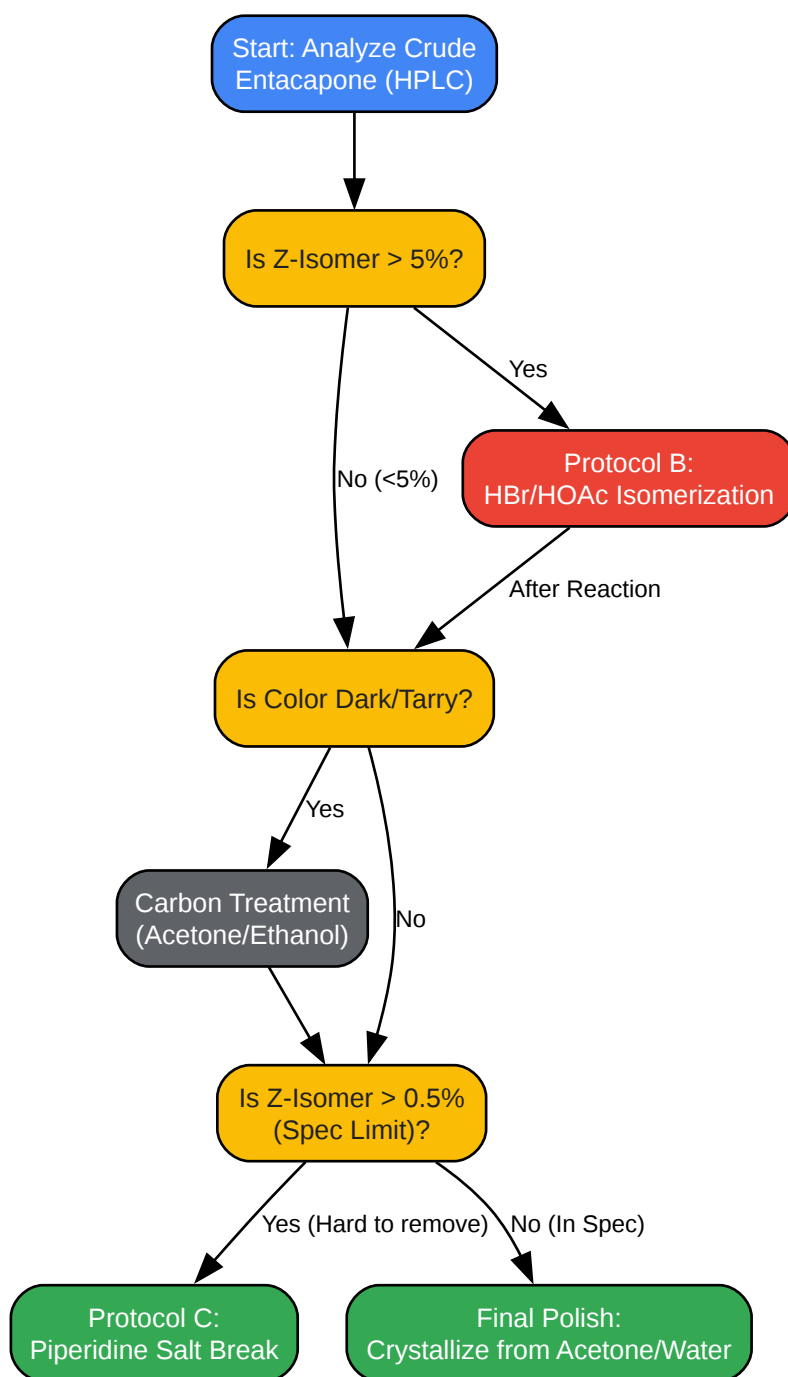 Start: Analyze Crude
Entacapone (HPLC)
Is Z-Isomer > 5%?
Yes
Protocol B:
HBr/HOAc Isomerization
No (<5%)
After Reaction
Is Color Dark/Tarry?
Yes
Carbon Treatment
(Acetone/Ethanol)
No
Is Z-Isomer > 0.5%
(Spec Limit)?
Yes (Hard to remove)
No (In Spec)
Protocol C:
Piperidine Salt Break
Final Polish:
Crystallize from Acetone/Water